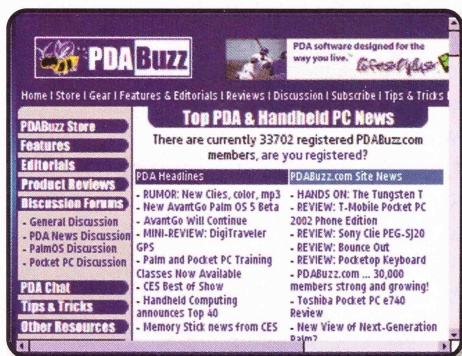 PDABuzz
PDA software designed for the
way you live.
Home | Store | Gear | Features & Editorials | Reviews | Discussion | Subscribe | Tips & Tricks |
Top PDA & Handheld PC News
There are currently 33702 registered PDABuzz.com
members, are you registered?
PDABuzz Store
Features
Editorials
Product Reviews
Discussion Forums
- General Discussion
- PDA News Discussion
- PalmOS Discussion
- Pocket PC Discussion
PDA Chat
Tips & Tricks
Other Resources
PDA Headlines
- RUMOR: New Clies, color, mp3
- New AvantGo Palm OS 5 Beta
- AvantGo Will Continue
- MINI-REVIEW: DigiTraveler
GPS
- Palm and Pocket PC Training
Classes Now Available
- CES Best of Show
- Handheld Computing
announces Top 40
- Memory Stick news from CES
PDABuzz.com Site News
- HANDS ON: The Tungsten T
- REVIEW: T-Mobile Pocket PC
2002 Phone Edition
- REVIEW: Sony Clie PEG-SJ20
- REVIEW: Bounce Out
- REVIEW: Pocketop Keyboard
- PDABuzz.com ... 30,000
members strong and growing!
- Toshiba Pocket PC e740
Review
- New View of Next-Generation
Palm?